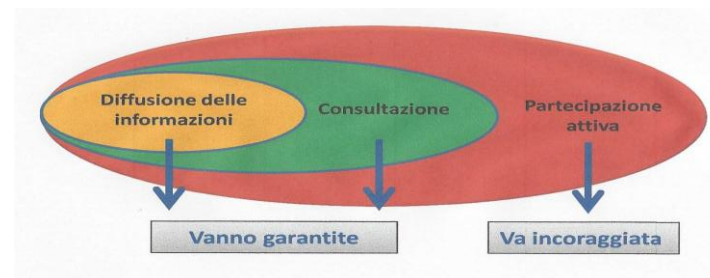 Diffusione delle
informazioni
Consultazione
Partecipazione
attiva
Vanno garantite
Va incoraggiata